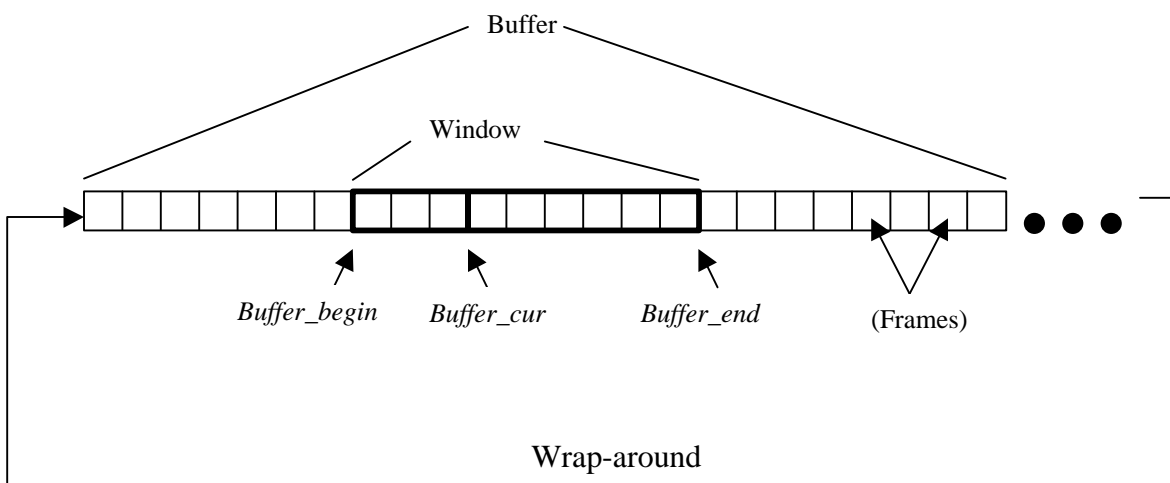 Buffer
Window
Buffer_begin
Buffer_cur
Buffer_end
(Frames)
Wrap-around